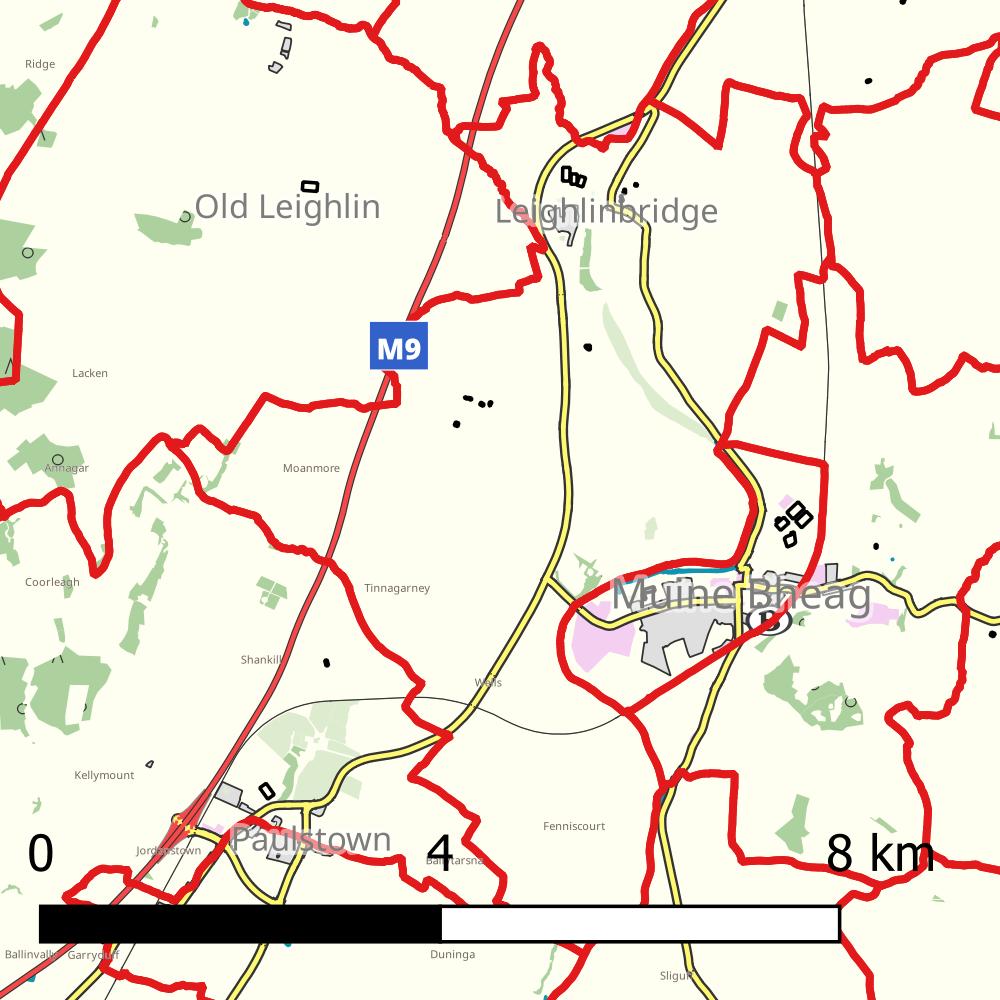 Ridge
Old Leighlin
Leighlinbridge
M9
Lacken
Annagar
Moanmore
Coorleagh
Tinnagarney
Muine Bheag
B
Shankill
Wells
Kellymount
Fenniscourt
Paulstown
Jordanstown
Ballytarsna
0 4 8 km
Ballinvally
Garryduff
Duninga
Sliguff